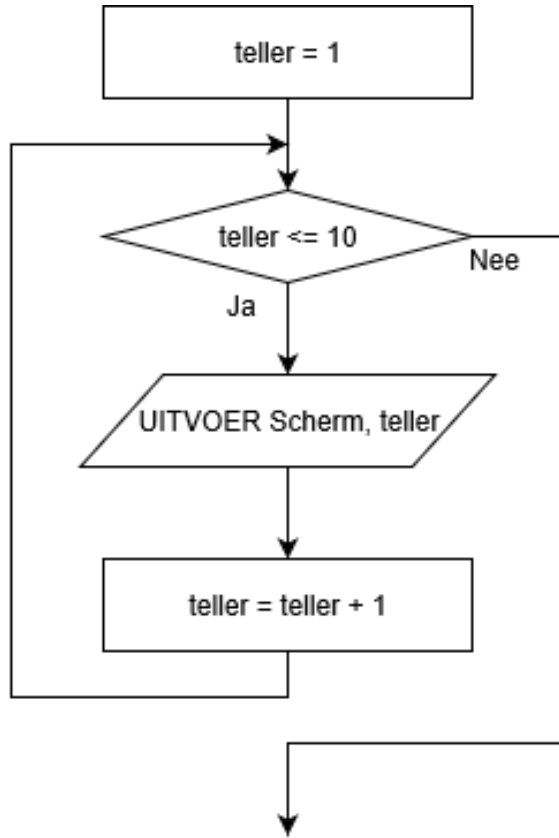 teller = 1
teller <= 10
Nee
Ja
UITVOER Scherm, teller
teller = teller + 1